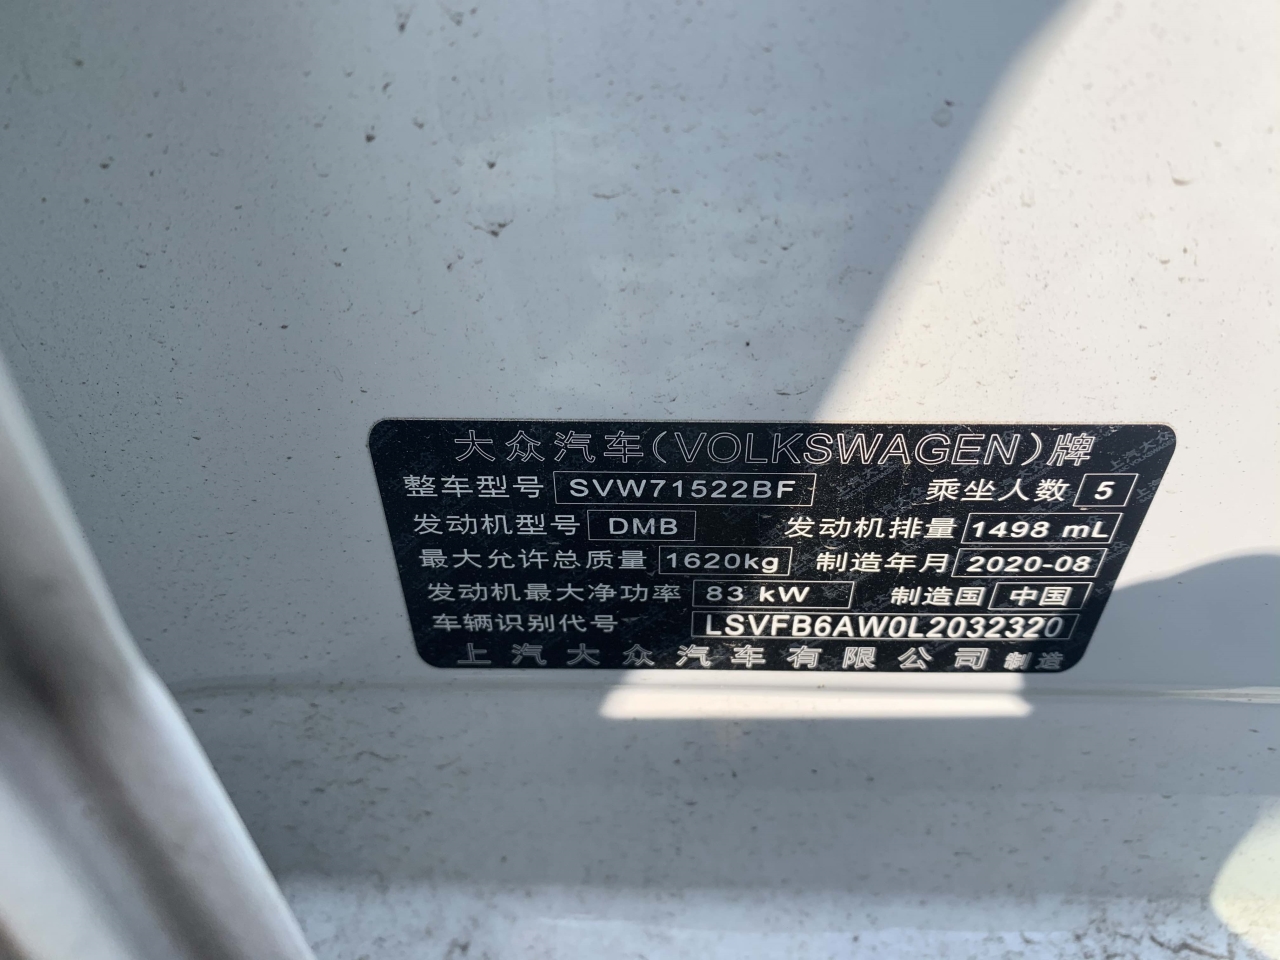 大众汽车(VOLKSWAGEN)牌
整车型号 SVW71522BF 乘坐人数 5
发动机型号 DMB 发动机排量 1498 mL
最大允许总质量 1620kg 制造年月 2020-08
发动机最大净功率 83 kW 制造国 中国
车辆识别代号 LSVFB6AW0L2032320
上汽大众汽车有限公司 制造